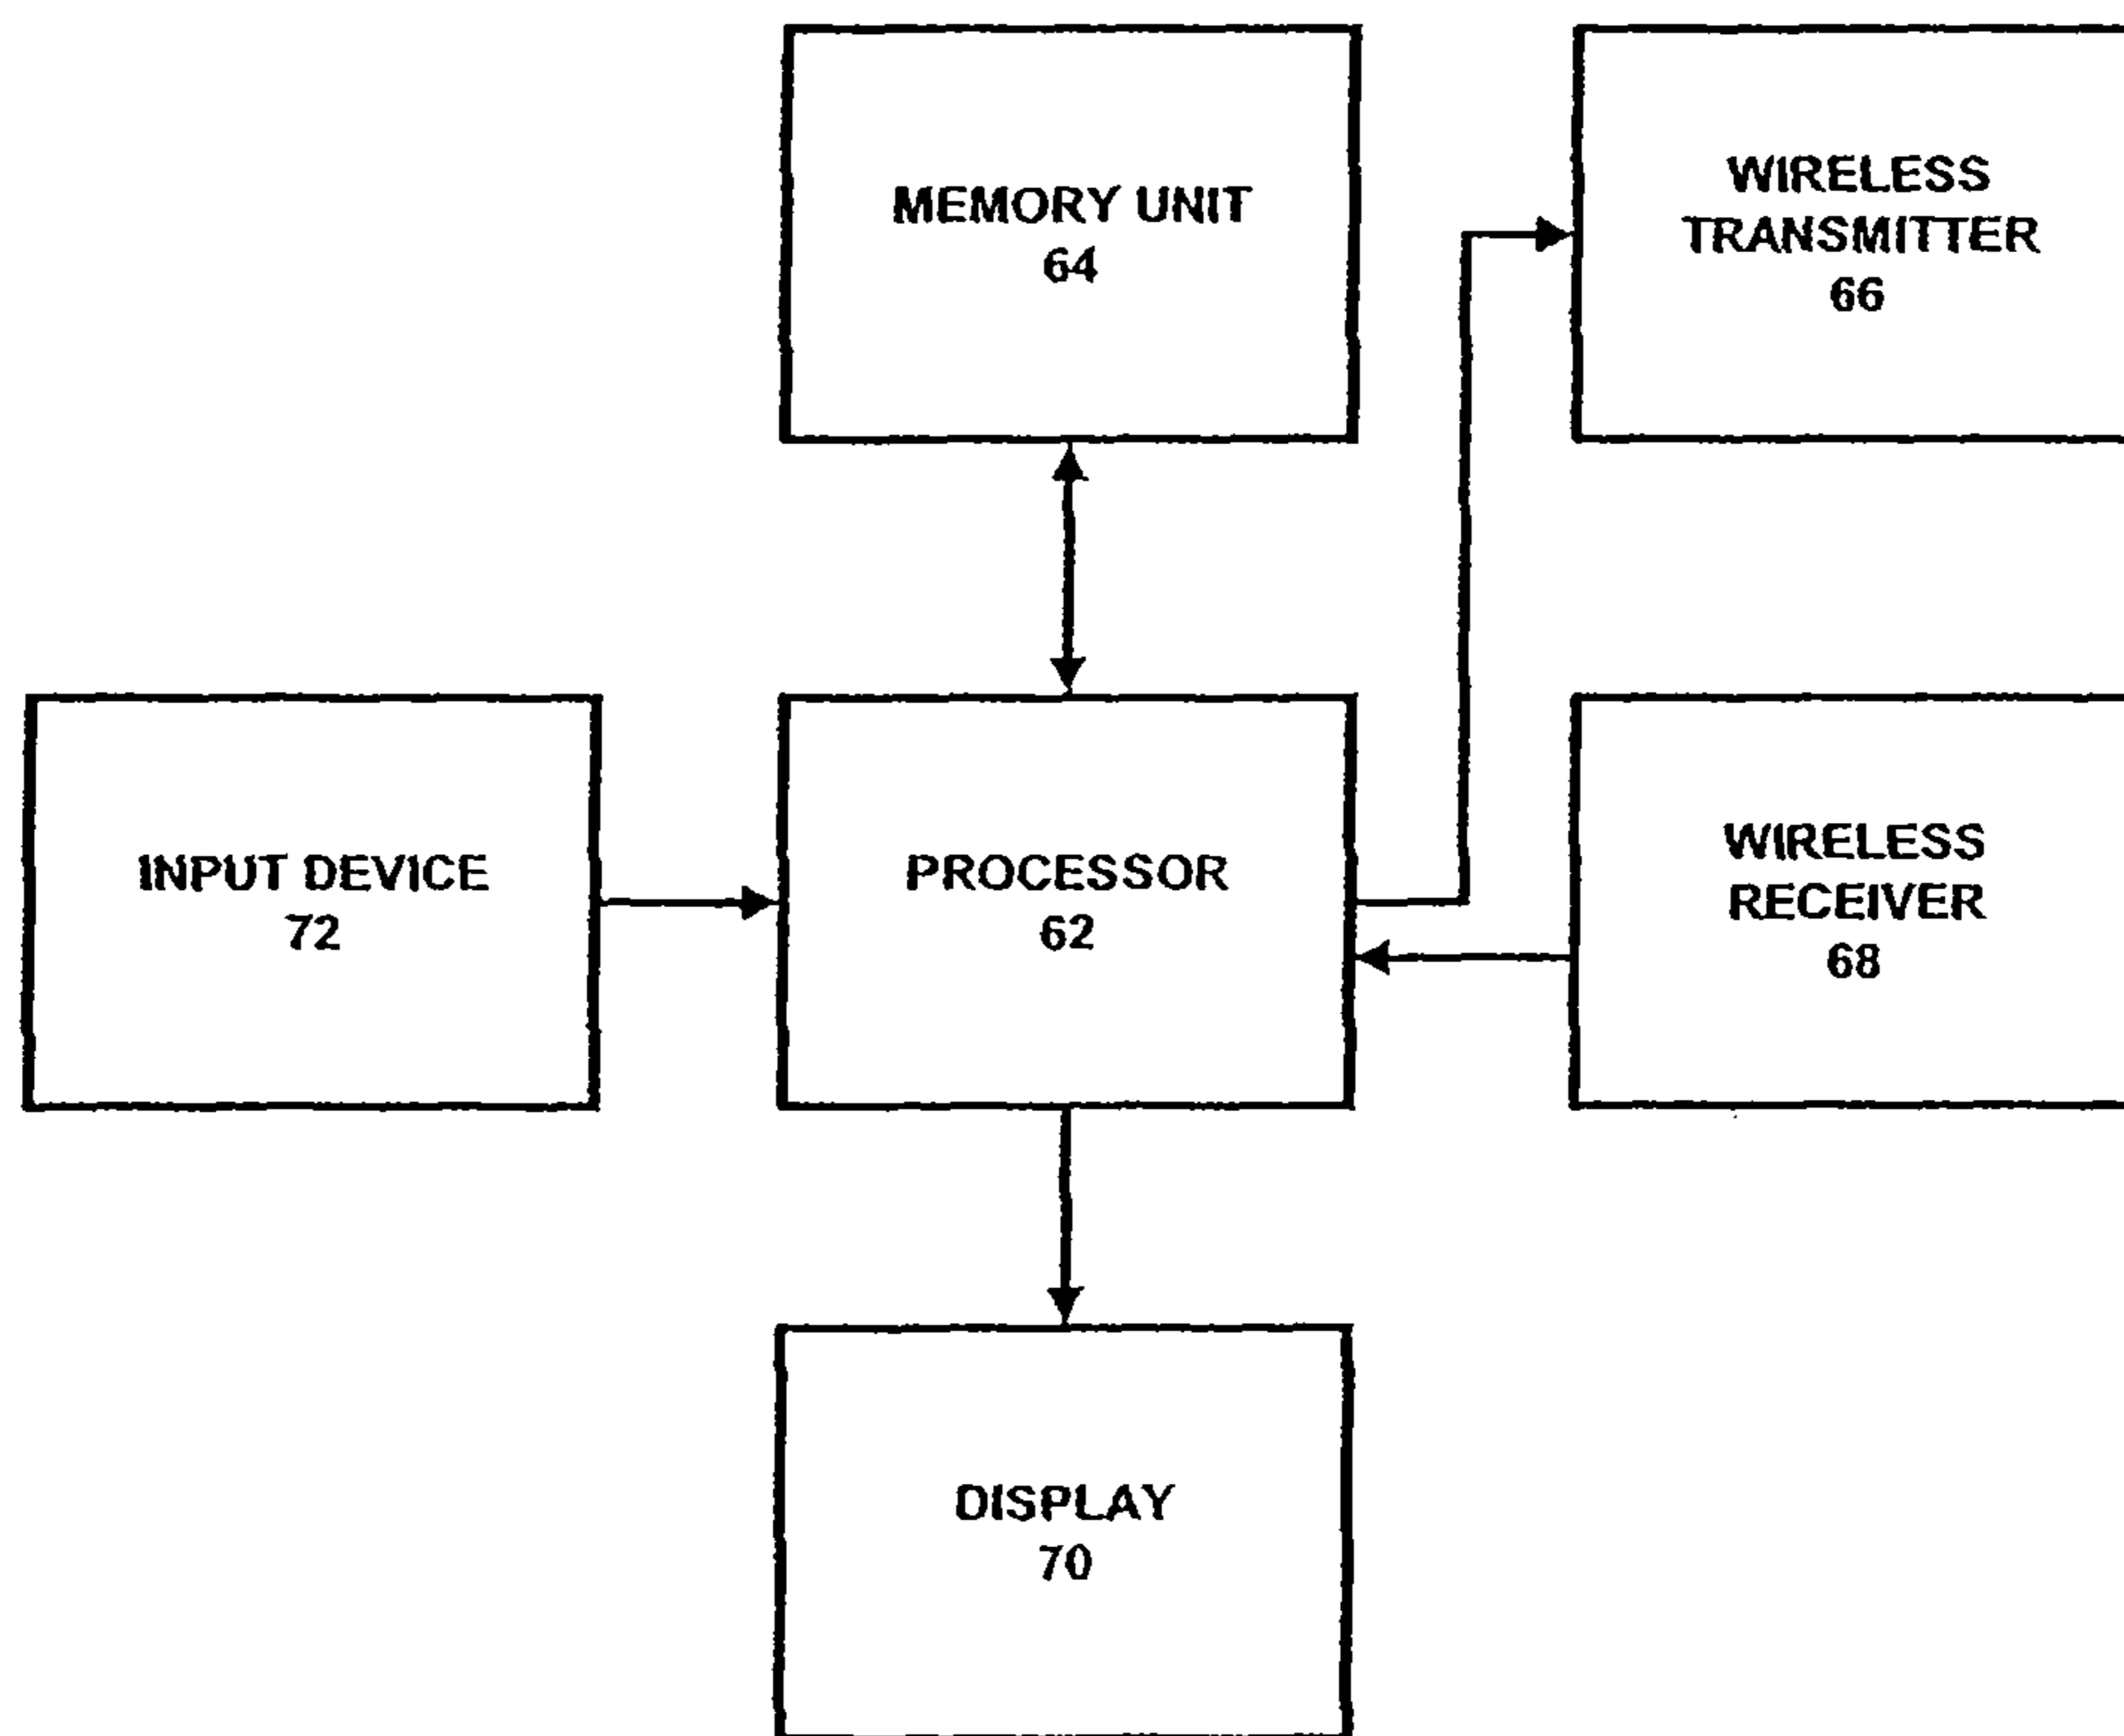 MEMORY UNIT
64
WIRELESS
TRANSMITTER
66
INPUT DEVICE
72
PROCESSOR
62
WIRELESS
RECEIVER
68
DISPLAY
70